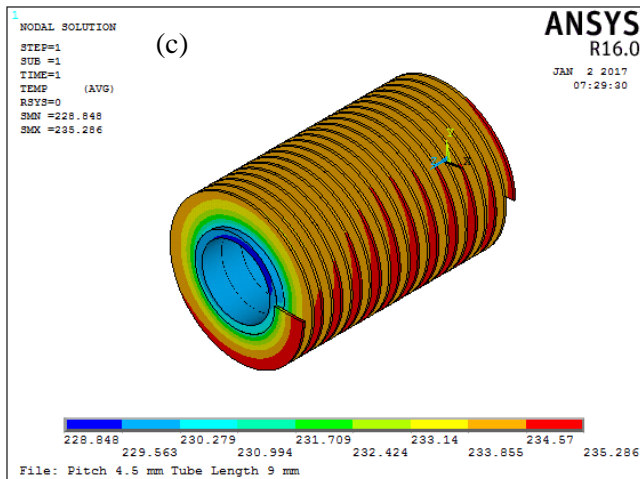 1
NODAL SOLUTION
STEP=1
SUB =1
TIME=1
TEMP (AVG)
RSYS=0
SMN =228.848
SMX =235.286
(c)
ANSYS
R16.0
JAN 2 2017
07:29:30
Y
Z X
228.848 230.279 231.709 233.14 234.57
229.563 230.994 232.424 233.855 235.286
File: Pitch 4.5 mm Tube Length 9 mm